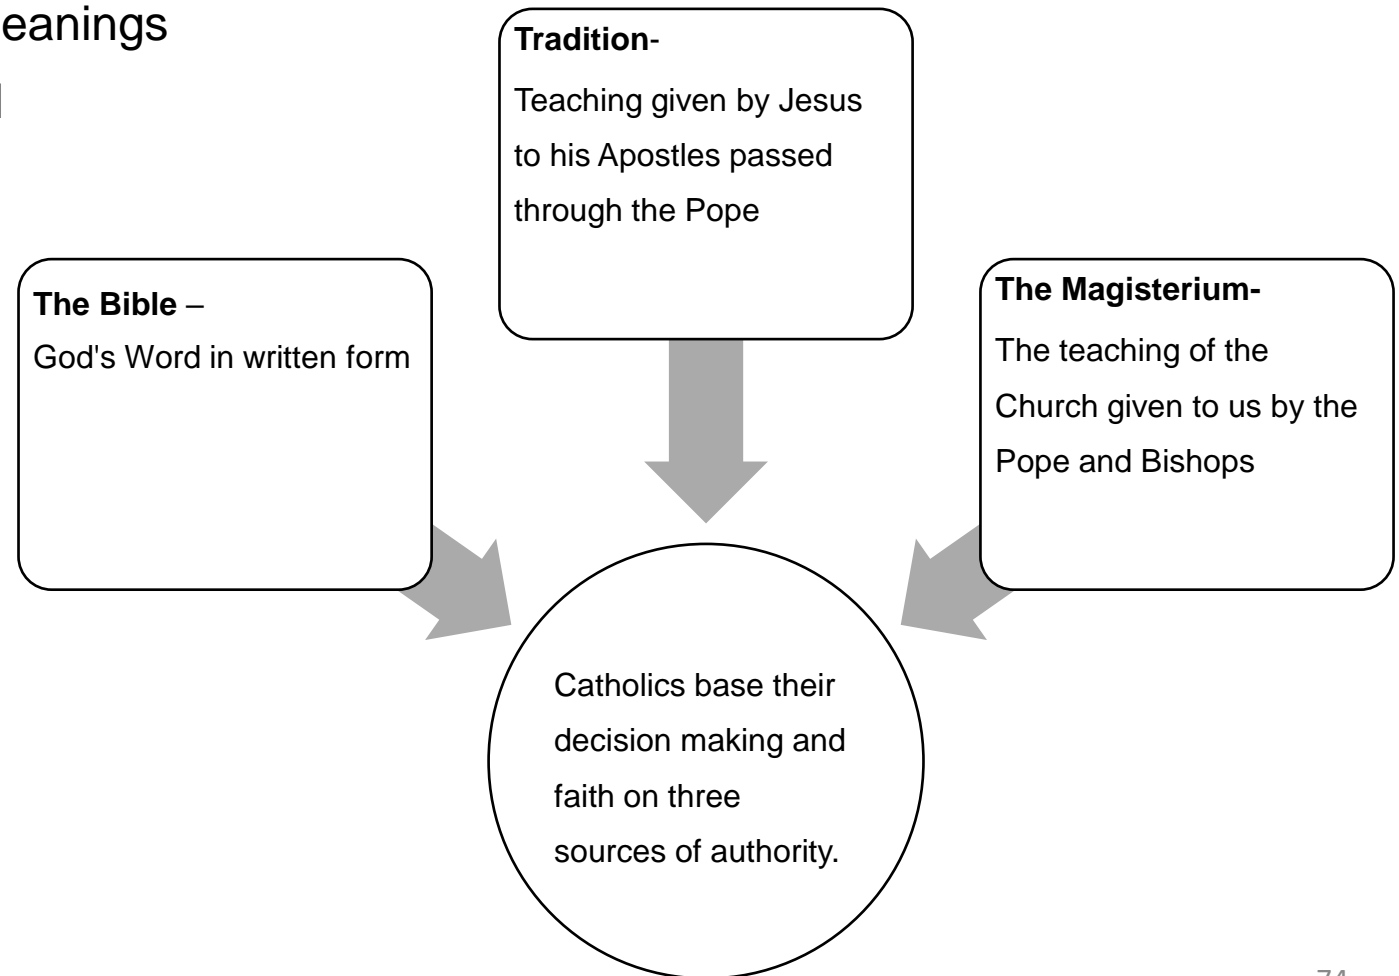 eanings
Tradition-
Teaching given by Jesus
to his Apostles passed
through the Pope
The Bible –
God's Word in written form
The Magisterium-
The teaching of the
Church given to us by the
Pope and Bishops
Catholics base their
decision making and
faith on three
sources of authority.
74